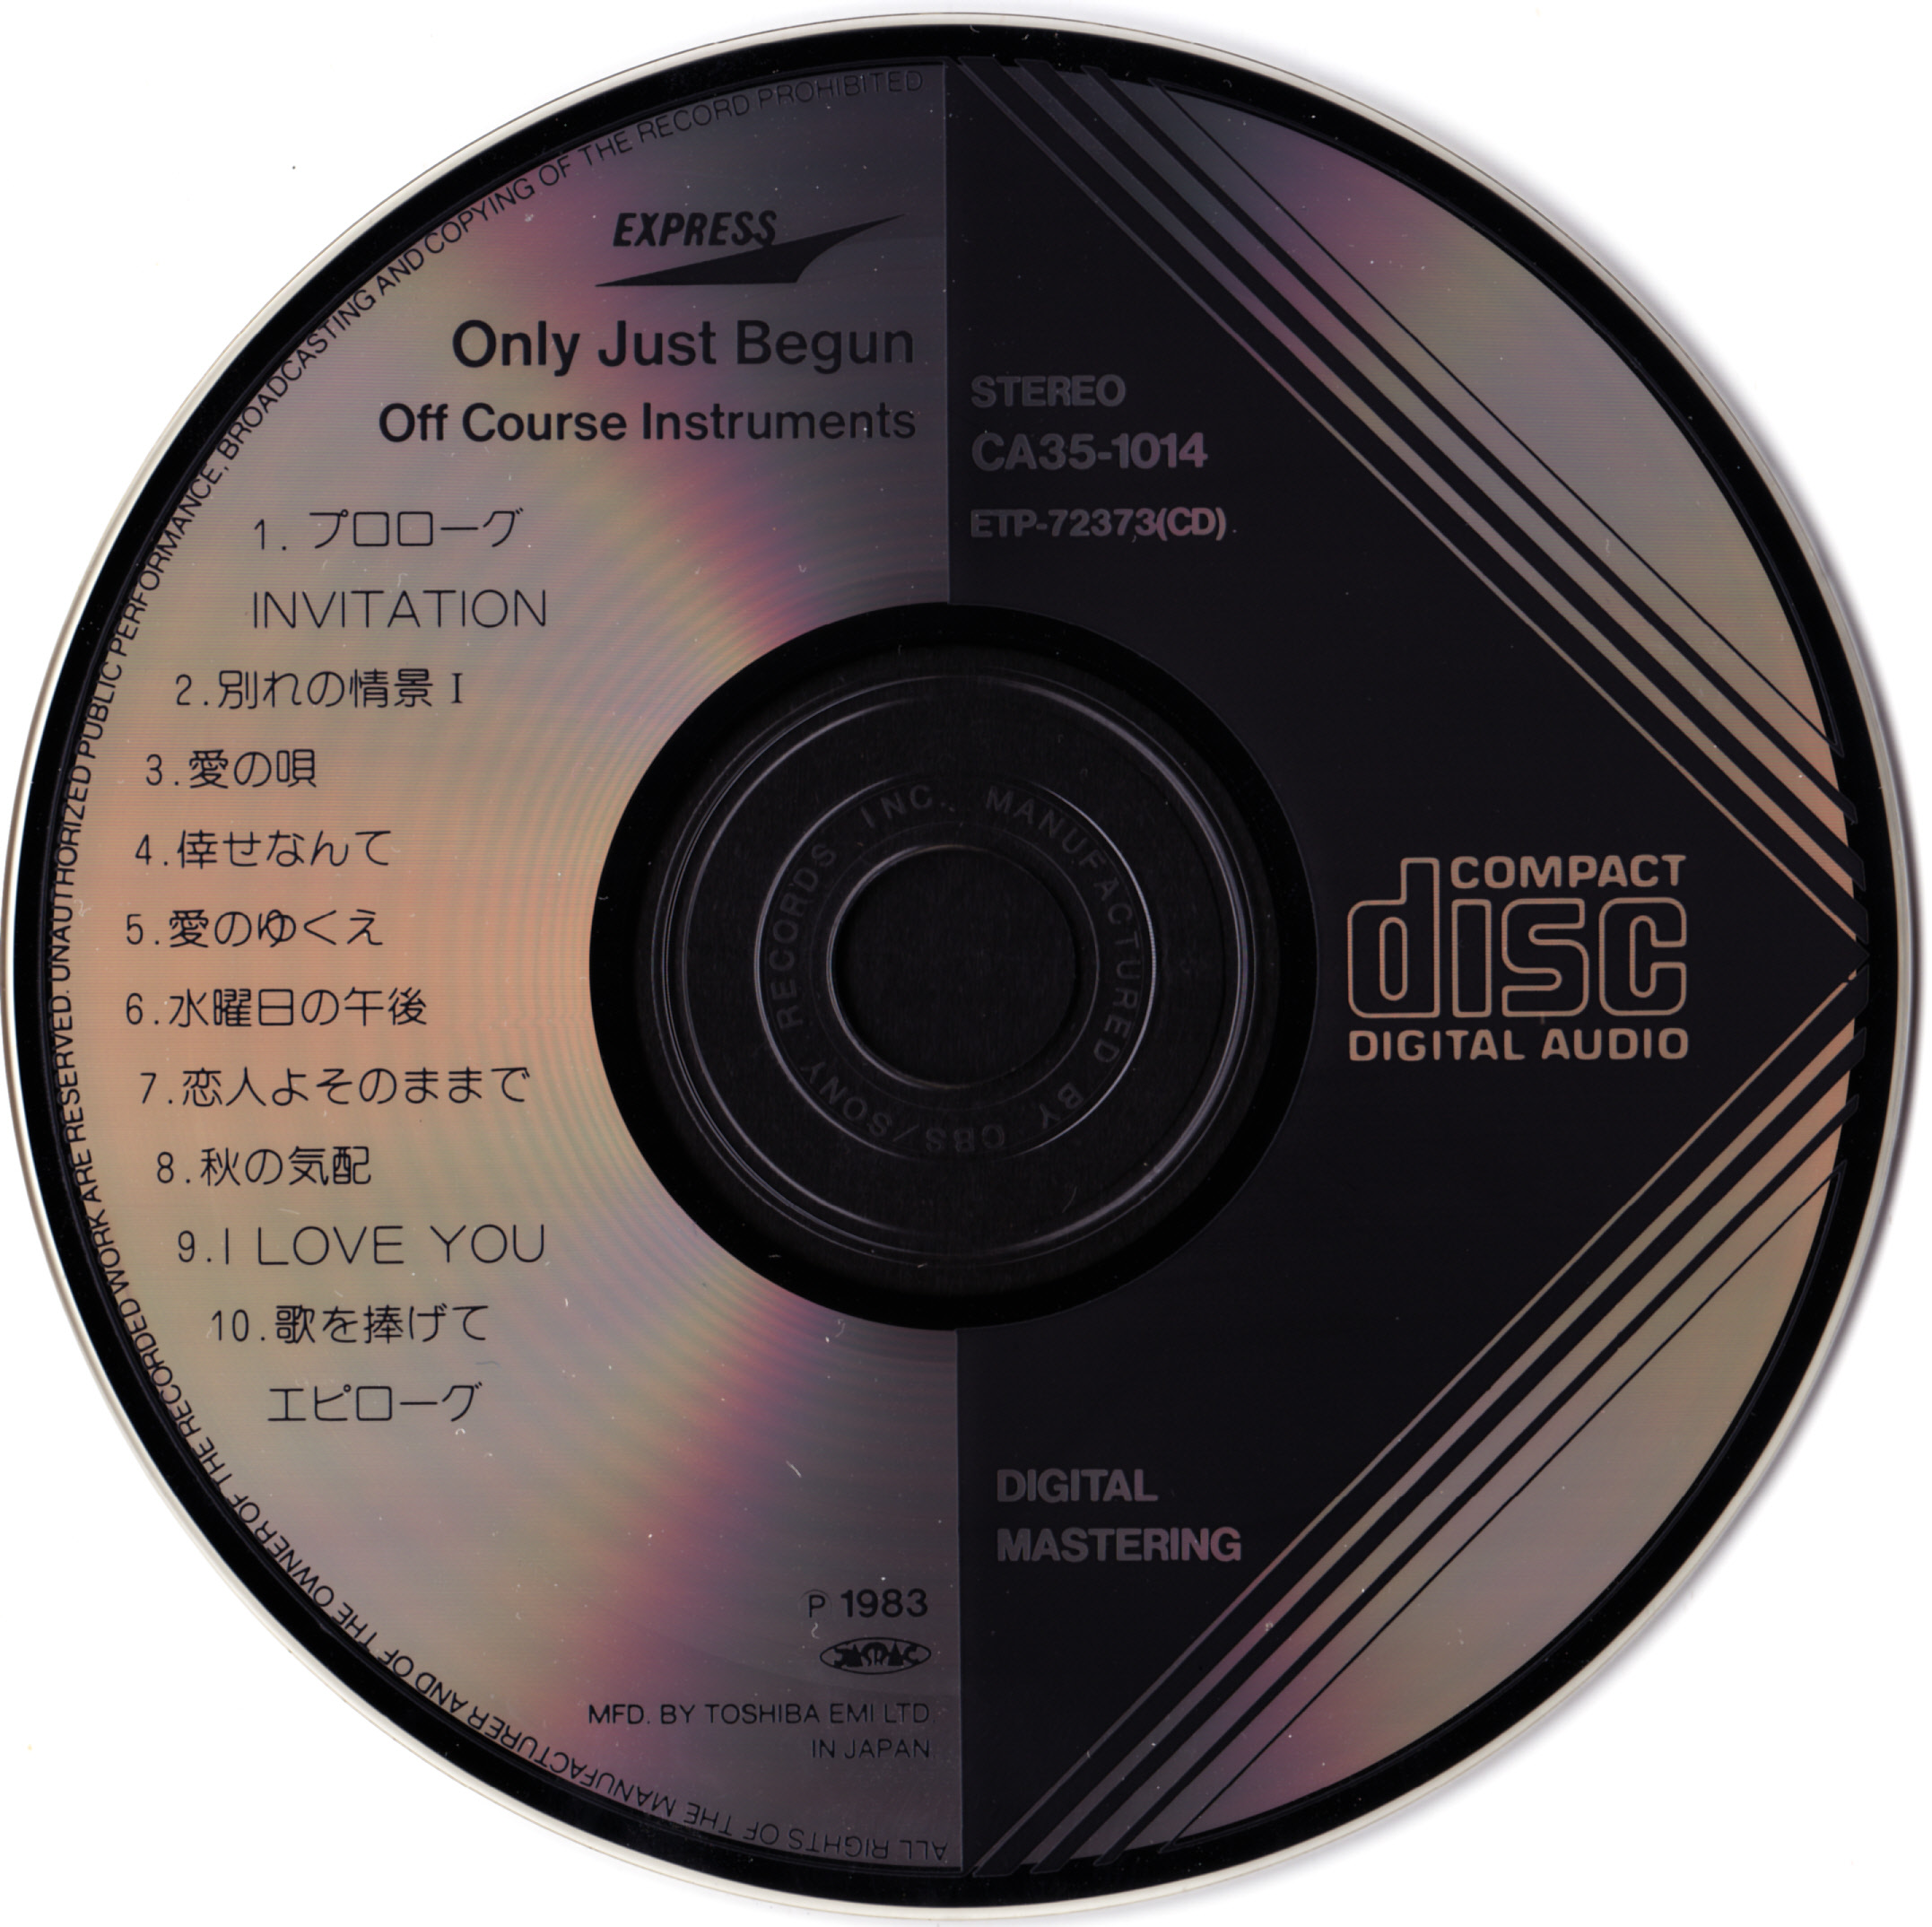 EXPRESS
Only Just Begun
Off Course Instruments
STEREO
CA35-1014
ETP-72373(CD)
1. プロローグ
INVITATION
2.別れの情景 I
3.愛の唄
4.倖せなんて
5.愛のゆくえ
6.水曜日の午後
7.恋人よそのままで
8.秋の気配
9.I LOVE YOU
10.歌を捧げて
エピローグ
COMPACT
disc
DIGITAL AUDIO
DIGITAL
MASTERING
Ⓟ 1983
JASRAC
MFD. BY TOSHIBA EMI LTD.
IN JAPAN.
ALL RIGHTS OF THE MANUFACTURER AND OF THE OWNER OF THE RECORDED WORK ARE RESERVED. UNAUTHORIZED PUBLIC PERFORMANCE, BROADCASTING AND COPYING OF THE RECORD PROHIBITED
MANUFACTURED BY CBS/SONY RECORDS INC.